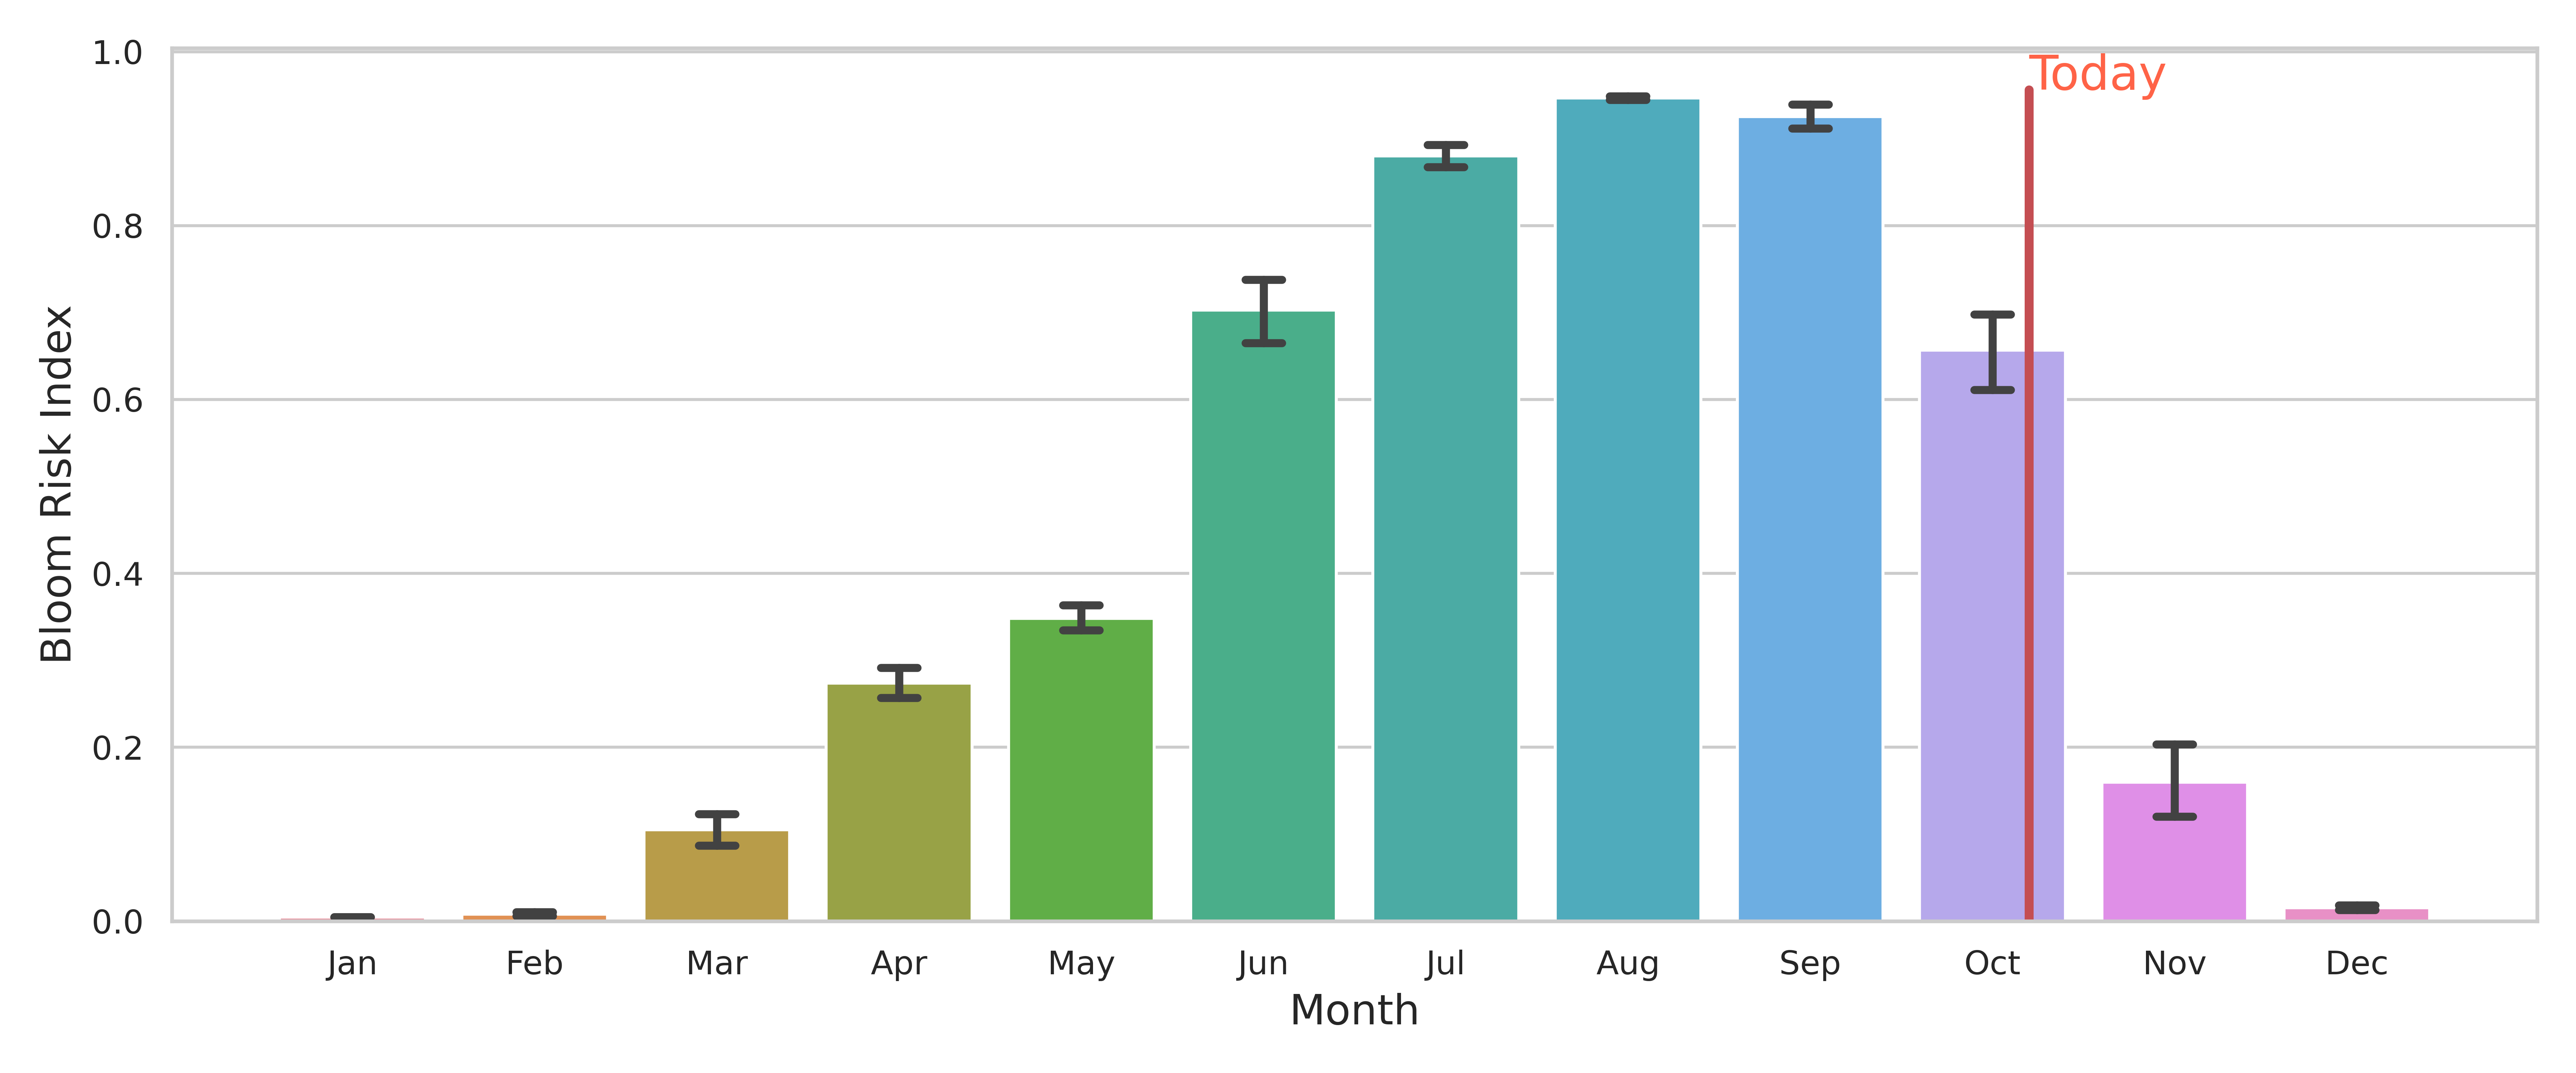 Bloom Risk Index
1.0
0.8
0.6
0.4
0.2
0.0
Today
Jan Feb Mar Apr May Jun Jul Aug Sep Oct Nov Dec
Month